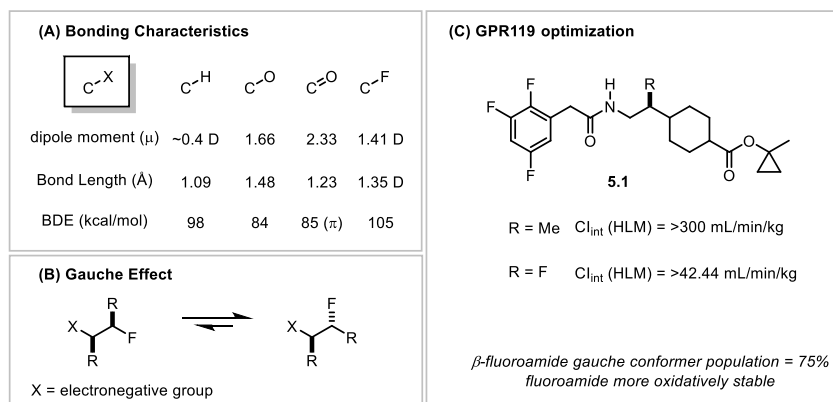 (A) Bonding Characteristics
C-X C-H C-O C=O C-F
dipole moment (μ) ~0.4 D 1.66 2.33 1.41 D
Bond Length (Å) 1.09 1.48 1.23 1.35 D
BDE (kcal/mol) 98 84 85 (π) 105
(B) Gauche Effect
R
X
F
R
F
X
R
R
X = electronegative group
(C) GPR119 optimization
F
R
F
H
N
O
O
O
F
5.1
R = Me Clint (HLM) = >300 mL/min/kg
R = F Clint (HLM) = >42.44 mL/min/kg
β-fluoroamide gauche conformer population = 75%
fluoroamide more oxidatively stable